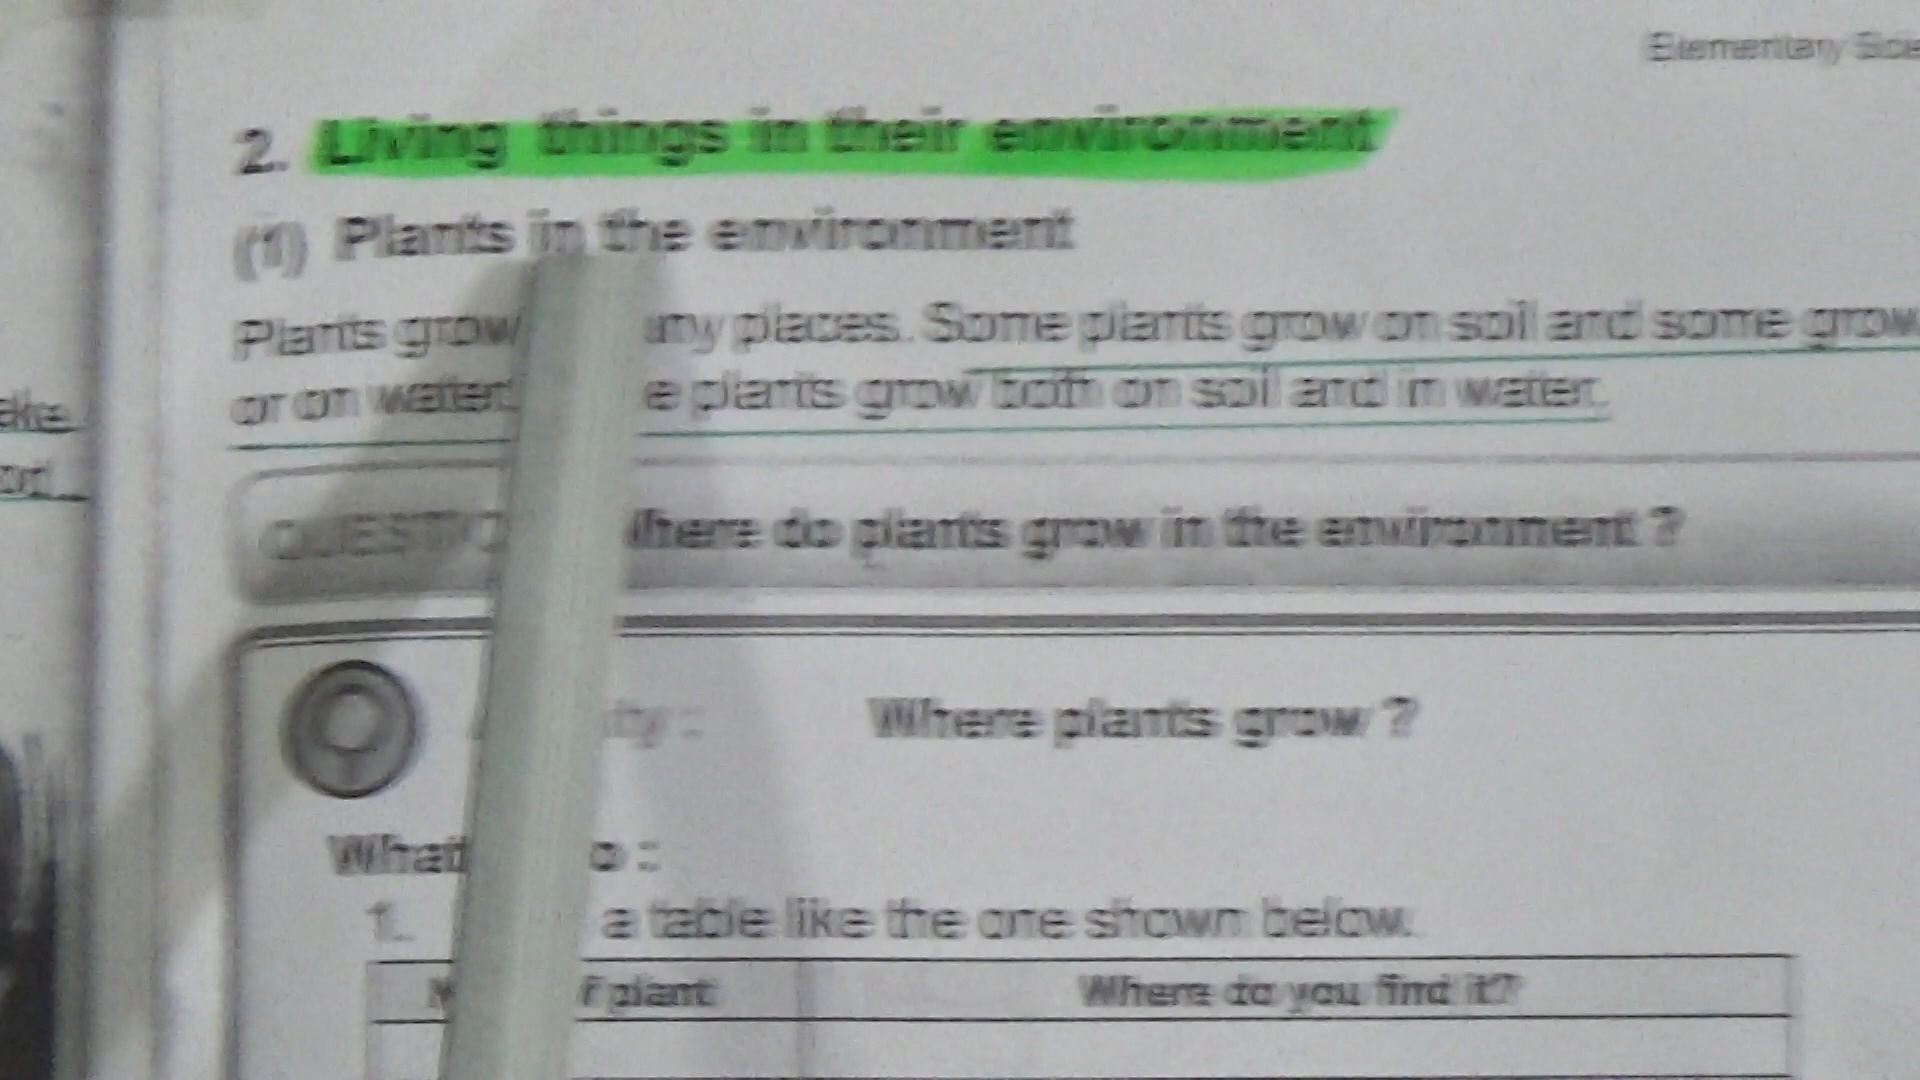 Elementary
2. Living things in their environment
(1) Plants in the environment
Plants grow places. Some plants grow on soil and some grow
or on water. plants grow both on soil and in water.
Where do plants grow in the environment ?
Where plants grow ?
What
1. a table like the one shown below.
plant Where do you find it?